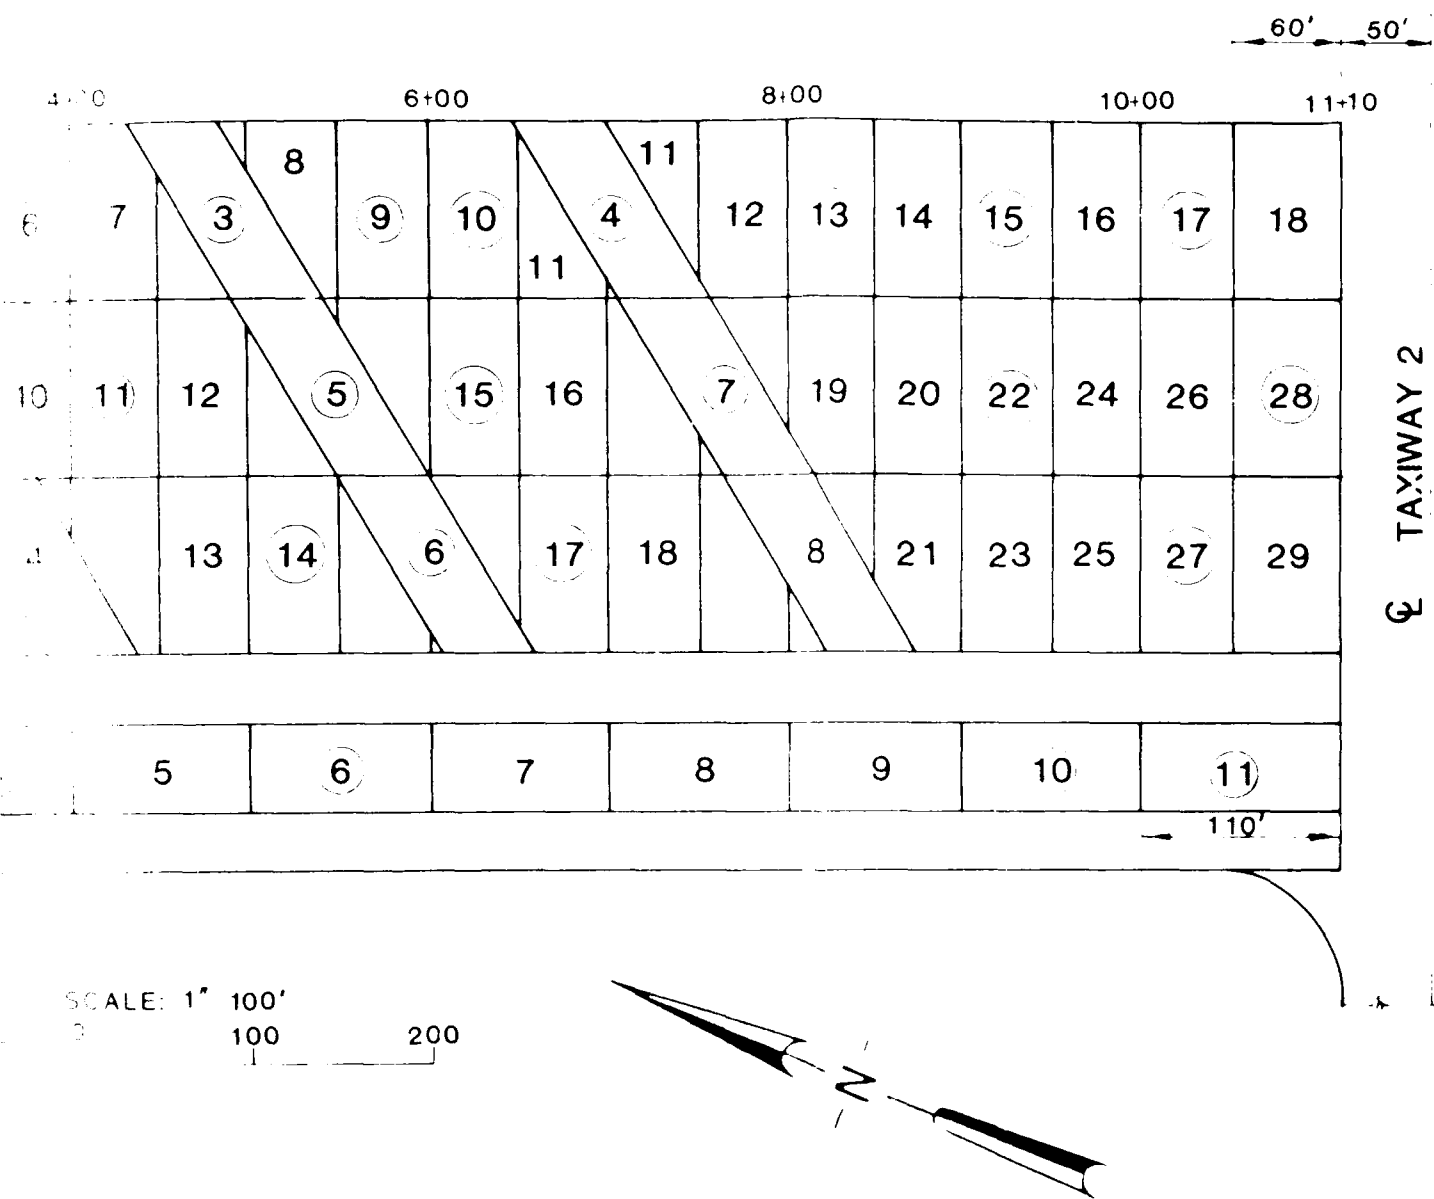 60' 50'
6+00 8+00 10+00 11+10
8 11
6 7 3 9 10 4 12 13 14 15 16 17 18
11
10 11 12 5 15 16 7 19 20 22 24 26 28
4 13 14 6 17 18 8 21 23 25 27 29
℄ TAXIWAY 2
5 6 7 8 9 10 11
110'
SCALE: 1" 100'
0 100 200
N